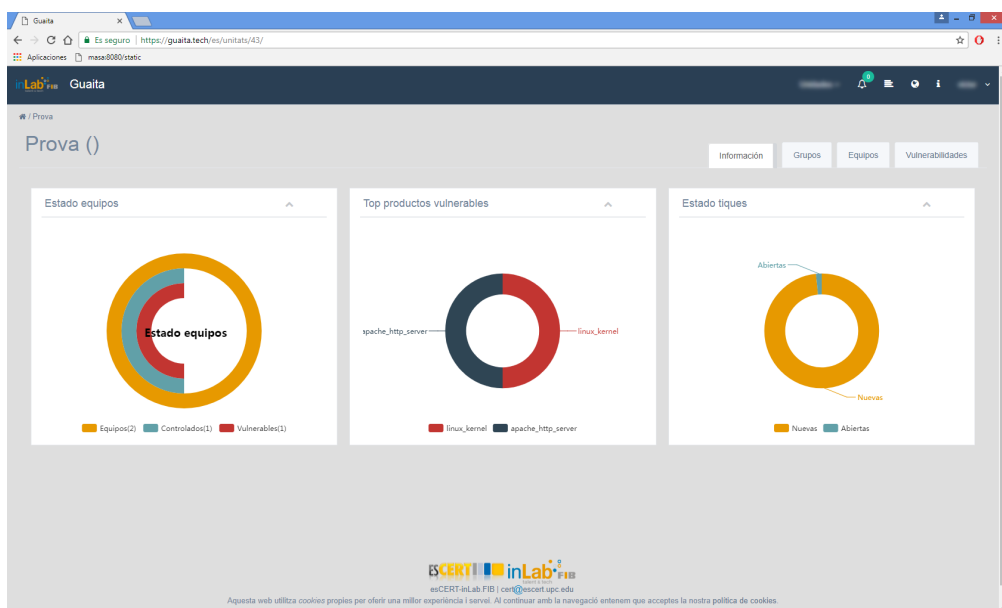 Guaita
Es seguro | https://guaita.tech/es/unitats/43/
Aplicaciones masai8080/static
inLab FIB Guaita
0
/ Prova
Prova ()
Información Grupos Equipos Vulnerabilidades
Estado equipos
Estado equipos
Equipos(2) Controlados(1) Vulnerables(1)
Top productos vulnerables
apache_http_server
linux_kernel
linux_kernel apache_http_server
Estado tiques
Abiertas
Nuevas
Nuevas Abiertas
esCERT inLab FIB
talent & tech
esCERT-inLab.FIB | cert@escert.upc.edu
Aquesta web utilitza cookies propies per oferir una millor experiència i servei. Al continuar amb la navegació entenem que acceptes la nostra política de cookies.